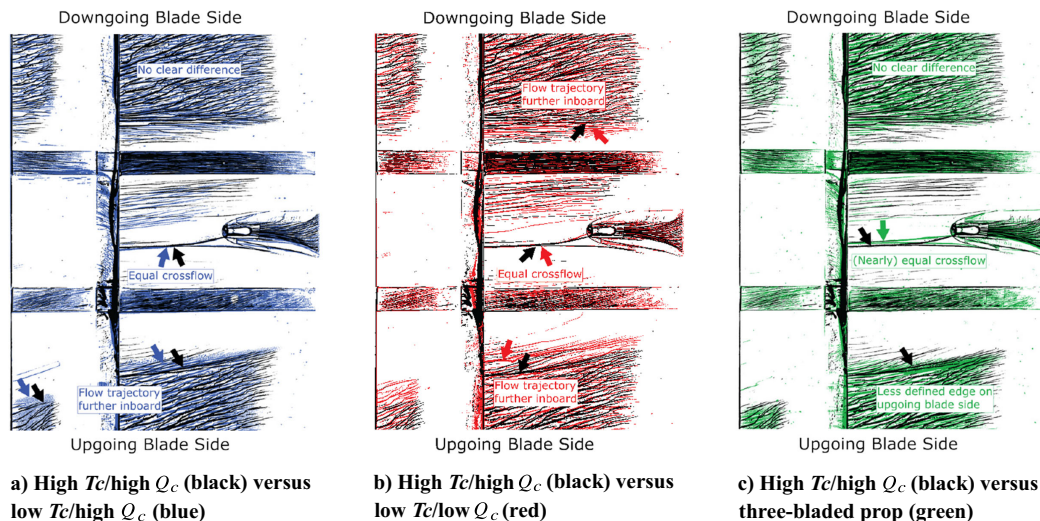 Downgoing Blade Side
No clear difference
Equal crossflow
Flow trajectory
further inboard
Upgoing Blade Side
a) High Tc/high Qc (black) versus
low Tc/high Qc (blue)
Downgoing Blade Side
Flow trajectory
further inboard
Equal crossflow
Flow trajectory
further inboard
Upgoing Blade Side
b) High Tc/high Qc (black) versus
low Tc/low Qc (red)
Downgoing Blade Side
No clear difference
(Nearly) equal crossflow
Less defined edge on
upgoing blade side
Upgoing Blade Side
c) High Tc/high Qc (black) versus
three-bladed prop (green)